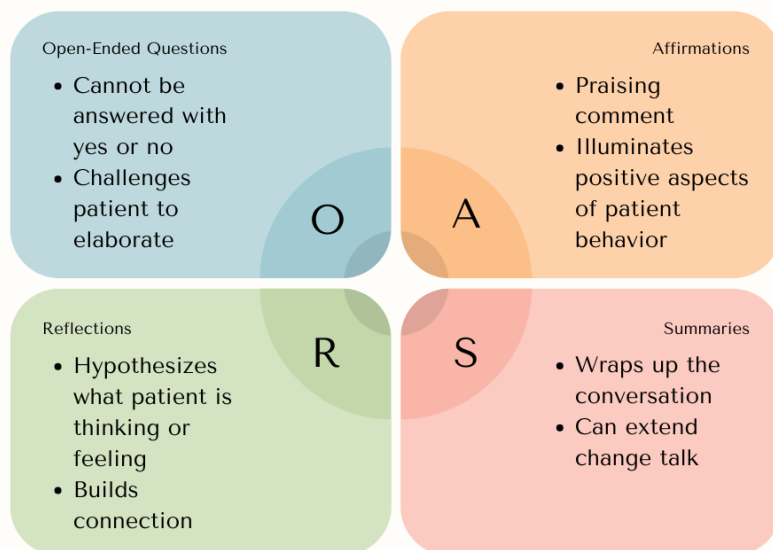 Open-Ended Questions
• Cannot be
answered with
yes or no
• Challenges
patient to
elaborate
O
Affirmations
• Praising
comment
• Illuminates
positive aspects
of patient
behavior
A
Reflections
• Hypothesizes
what patient is
thinking or
feeling
• Builds
connection
R
Summaries
• Wraps up the
conversation
• Can extend
change talk
S